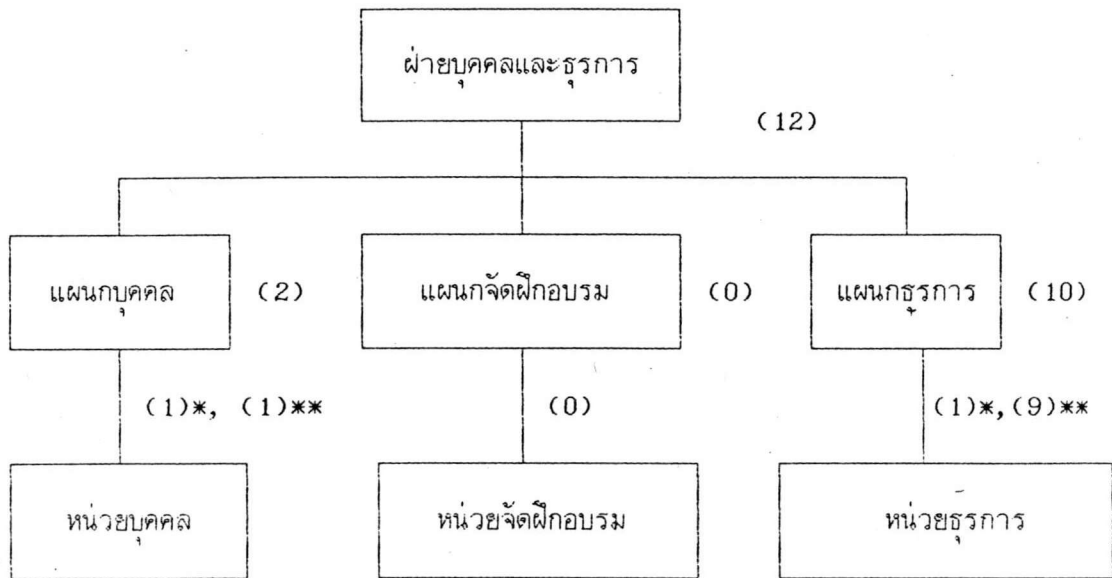 ฝ่ายบุคคลและธุรการ
(12)
แผนกบุคคล (2) แผนกจัดฝึกอบรม (0) แผนกธุรการ (10)
(1)*, (1)** (0) (1)*,(9)**
หน่วยบุคคล หน่วยจัดฝึกอบรม หน่วยธุรการ